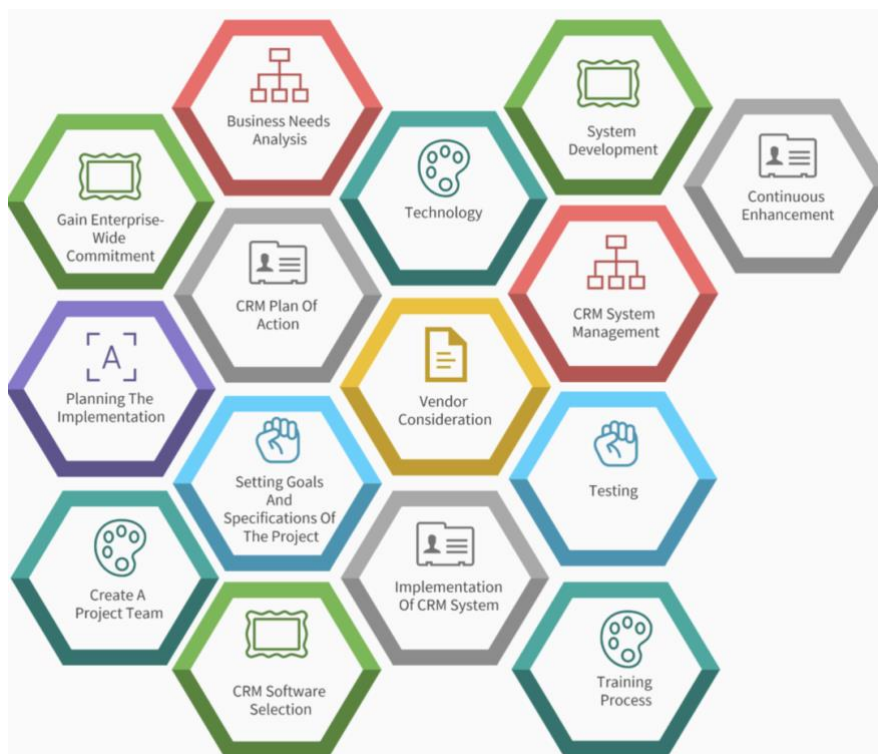 Business Needs
Analysis
System
Development
Gain Enterprise-
Wide
Commitment
Technology
Continuous
Enhancement
CRM Plan Of
Action
CRM System
Management
A
Planning The
Implementation
Vendor
Consideration
Setting Goals
And
Specifications Of
The Project
Testing
Create A
Project Team
Implementation
Of CRM System
CRM Software
Selection
Training
Process